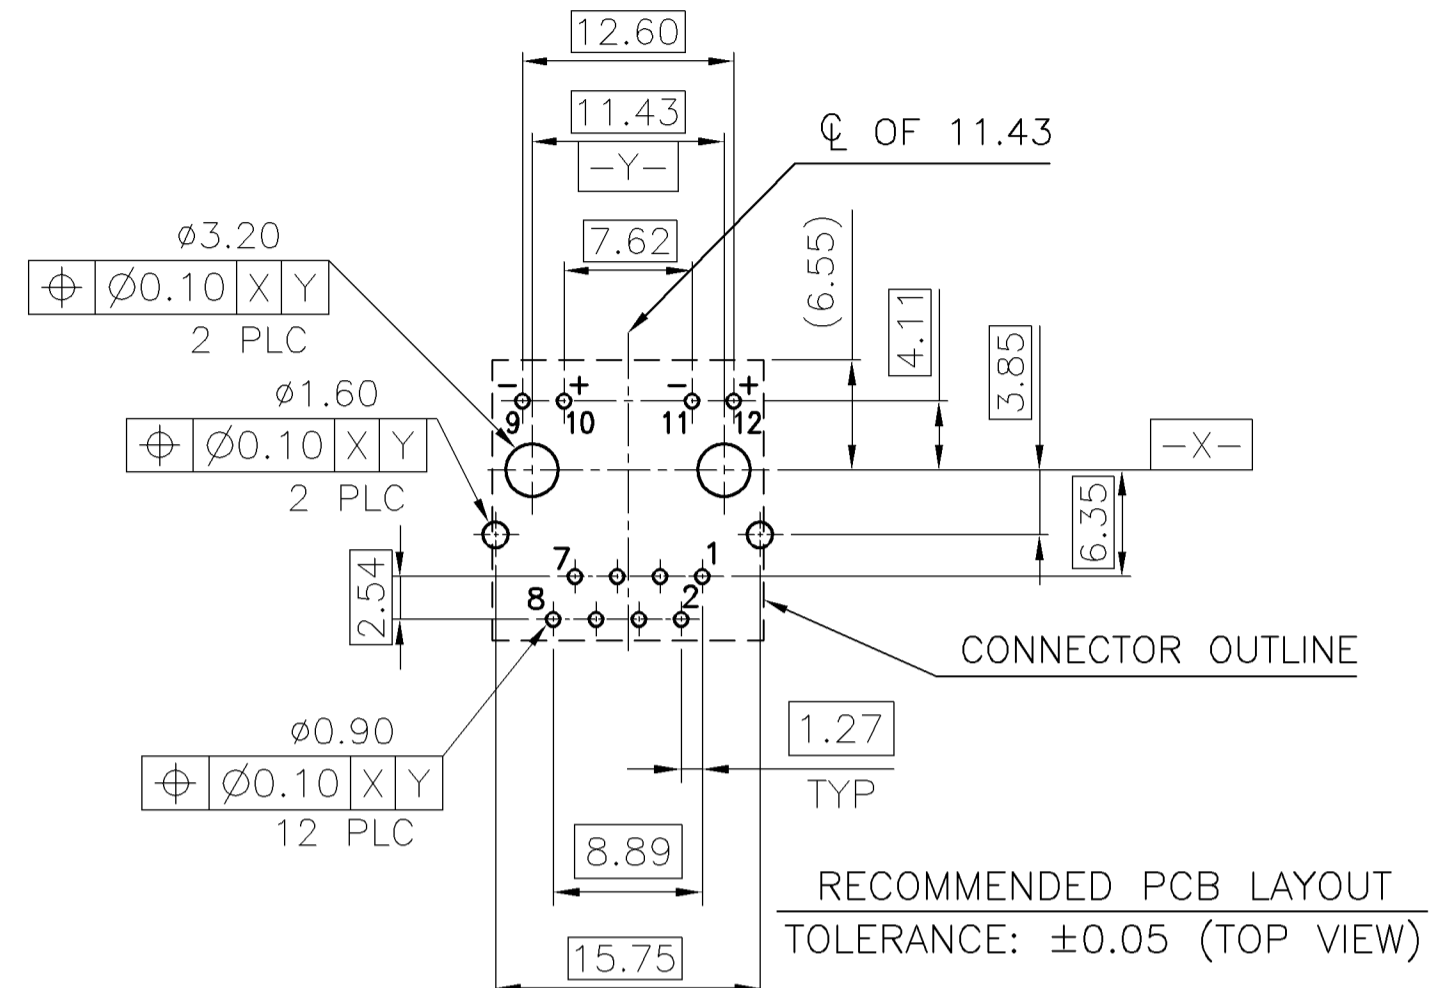 12.60
11.43
-Y-
℄ OF 11.43
7.62
ø3.20
⌖ Ø0.10 X Y
2 PLC
(6.55)
4.11
3.85
-X-
6.35
ø1.60
⌖ Ø0.10 X Y
2 PLC
- + - +
9 10 11 12
7 1
8 2
2.54
CONNECTOR OUTLINE
ø0.90
⌖ Ø0.10 X Y
12 PLC
1.27
TYP
8.89
15.75
RECOMMENDED PCB LAYOUT
TOLERANCE: ±0.05 (TOP VIEW)